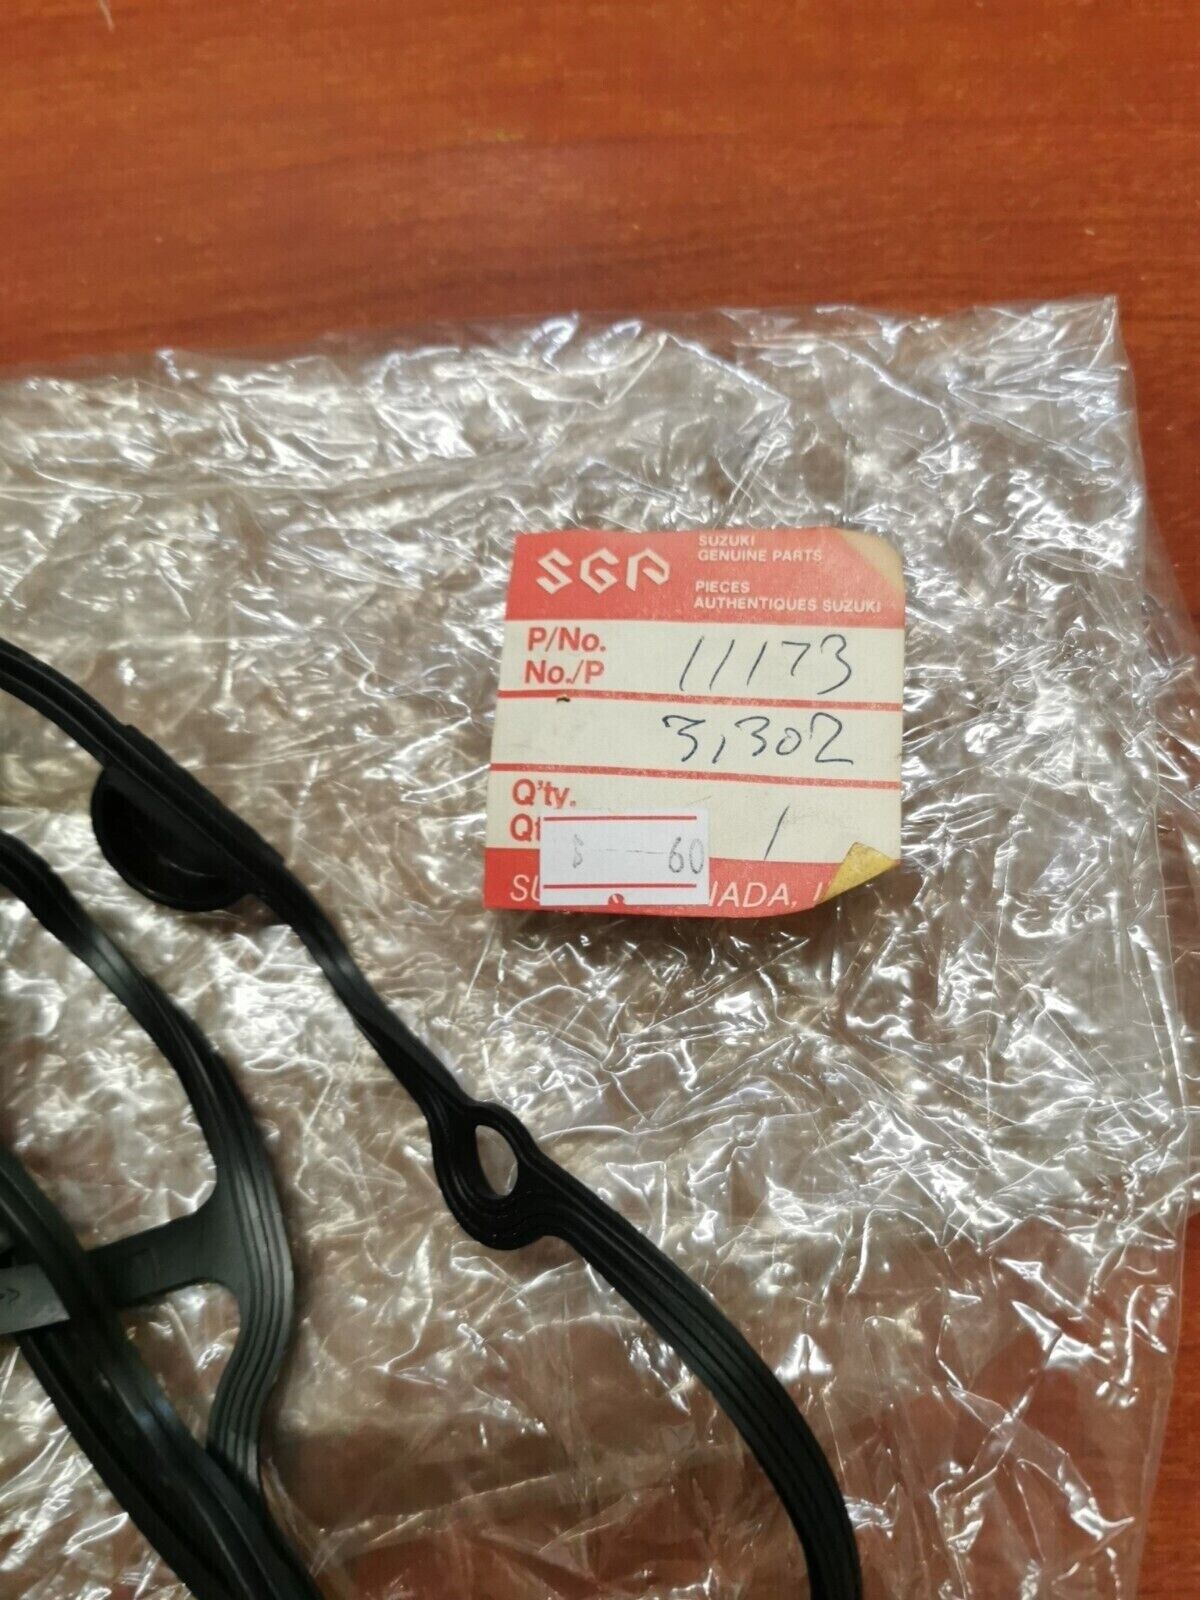 SGP
SUZUKI
GENUINE PARTS
PIECES
AUTHENTIQUES SUZUKI
P/No.
No./P
11173
31302
Q'ty.
1
$ 60